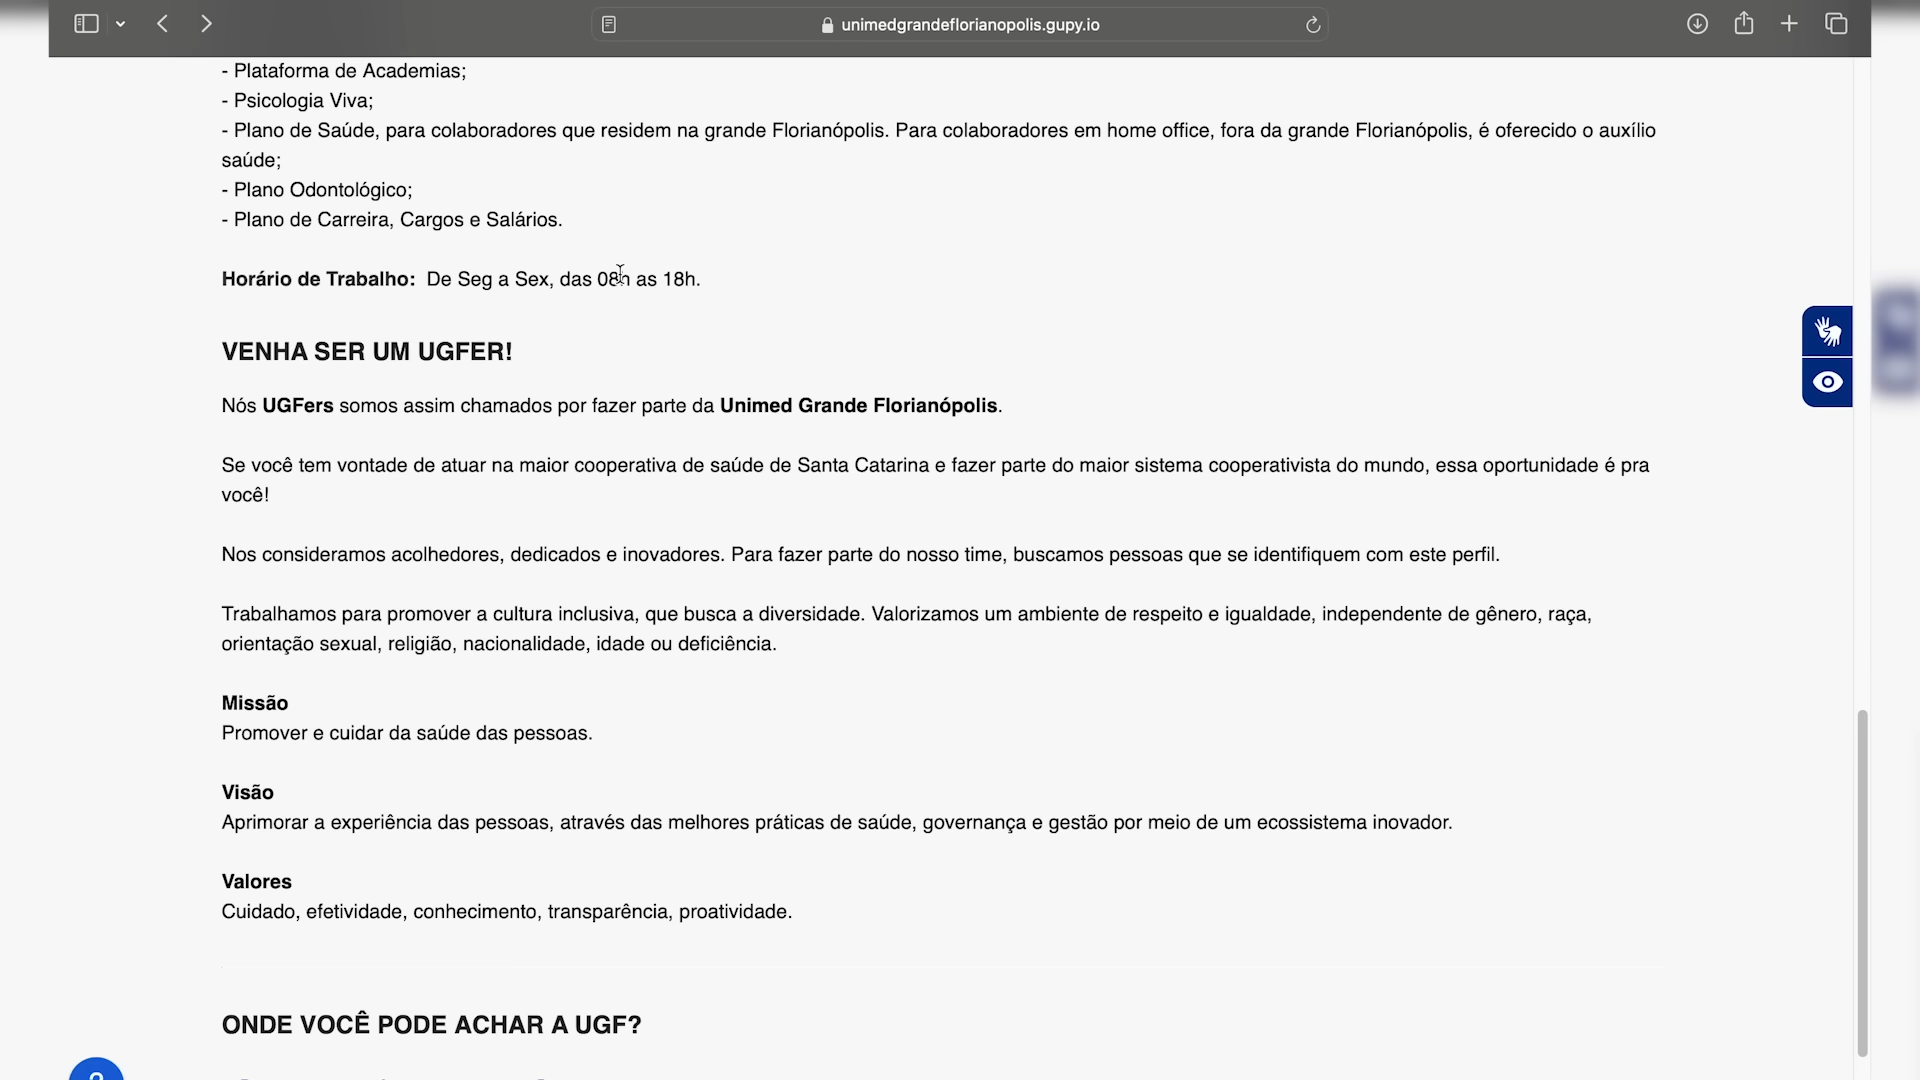 unimedgrandeflorianopolis.gupy.io
- Plataforma de Academias;
- Psicologia Viva;
- Plano de Saúde, para colaboradores que residem na grande Florianópolis. Para colaboradores em home office, fora da grande Florianópolis, é oferecido o auxílio
saúde;
- Plano Odontológico;
- Plano de Carreira, Cargos e Salários.
Horário de Trabalho: De Seg a Sex, das 08h as 18h.
VENHA SER UM UGFER!
Nós UGFers somos assim chamados por fazer parte da Unimed Grande Florianópolis.
Se você tem vontade de atuar na maior cooperativa de saúde de Santa Catarina e fazer parte do maior sistema cooperativista do mundo, essa oportunidade é pra
você!
Nos consideramos acolhedores, dedicados e inovadores. Para fazer parte do nosso time, buscamos pessoas que se identifiquem com este perfil.
Trabalhamos para promover a cultura inclusiva, que busca a diversidade. Valorizamos um ambiente de respeito e igualdade, independente de gênero, raça,
orientação sexual, religião, nacionalidade, idade ou deficiência.
Missão
Promover e cuidar da saúde das pessoas.
Visão
Aprimorar a experiência das pessoas, através das melhores práticas de saúde, governança e gestão por meio de um ecossistema inovador.
Valores
Cuidado, efetividade, conhecimento, transparência, proatividade.
ONDE VOCÊ PODE ACHAR A UGF?